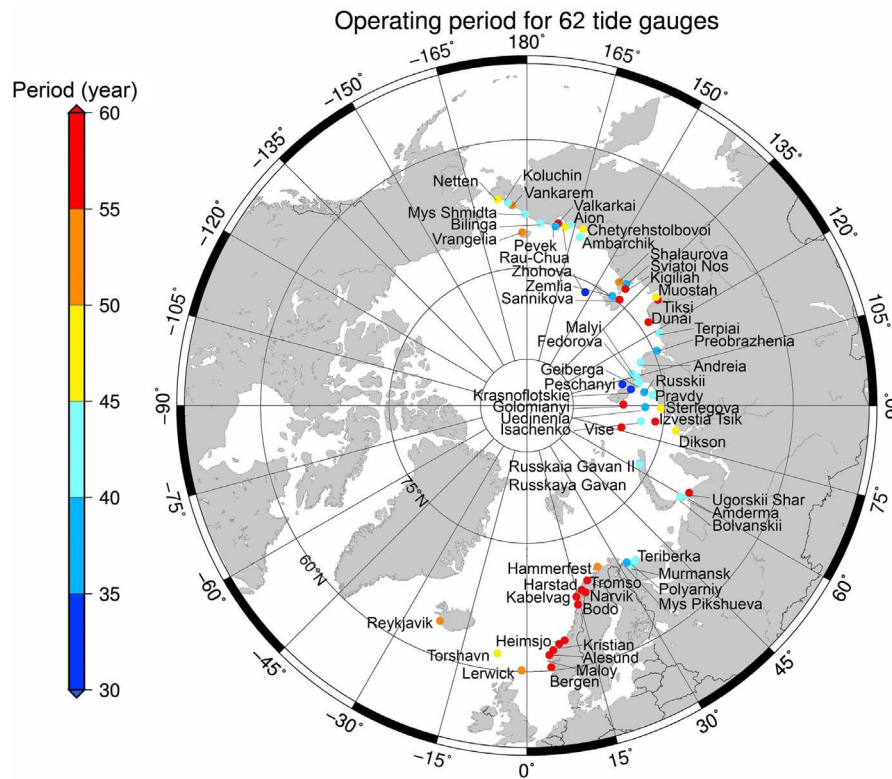 Operating period for 62 tide gauges
Period (year)
60
55
50
45
40
35
30
180°
165°
150°
135°
120°
105°
90°
75°
60°
45°
30°
15°
0°
-15°
-30°
-45°
-60°
-75°
-90°
-105°
-120°
-135°
-150°
-165°
75°N
60°N
Netten
Koluchin
Vankarem
Mys Shmidta
Valkarkai
Bilinga
Aion
Vrangelia
Chetyrehstolbovoi
Pevek
Ambarchik
Rau-Chua
Shalaurova
Zhohova
Sviatoi Nos
Zemlia
Kigiliah
Sannikova
Muostah
Tiksi
Dunai
Malyi
Terpiai
Fedorova
Preobrazhenia
Geiberga
Andreia
Peschanyi
Russkii
Krasnoflotskie
Pravdy
Golomianyi
Sterlegova
Uedinenia
Izvestia Tsik
Isachenko
Vise
Dikson
Russkaia Gavan II
Russkaya Gavan
Ugorskii Shar
Amderma
Bolvanskii
Teriberka
Hammerfest
Murmansk
Harstad
Tromso
Polyarniy
Kabelvag
Narvik
Mys Pikshueva
Bodo
Reykjavik
Heimsjo
Kristian
Torshavn
Alesund
Lerwick
Maloy
Bergen